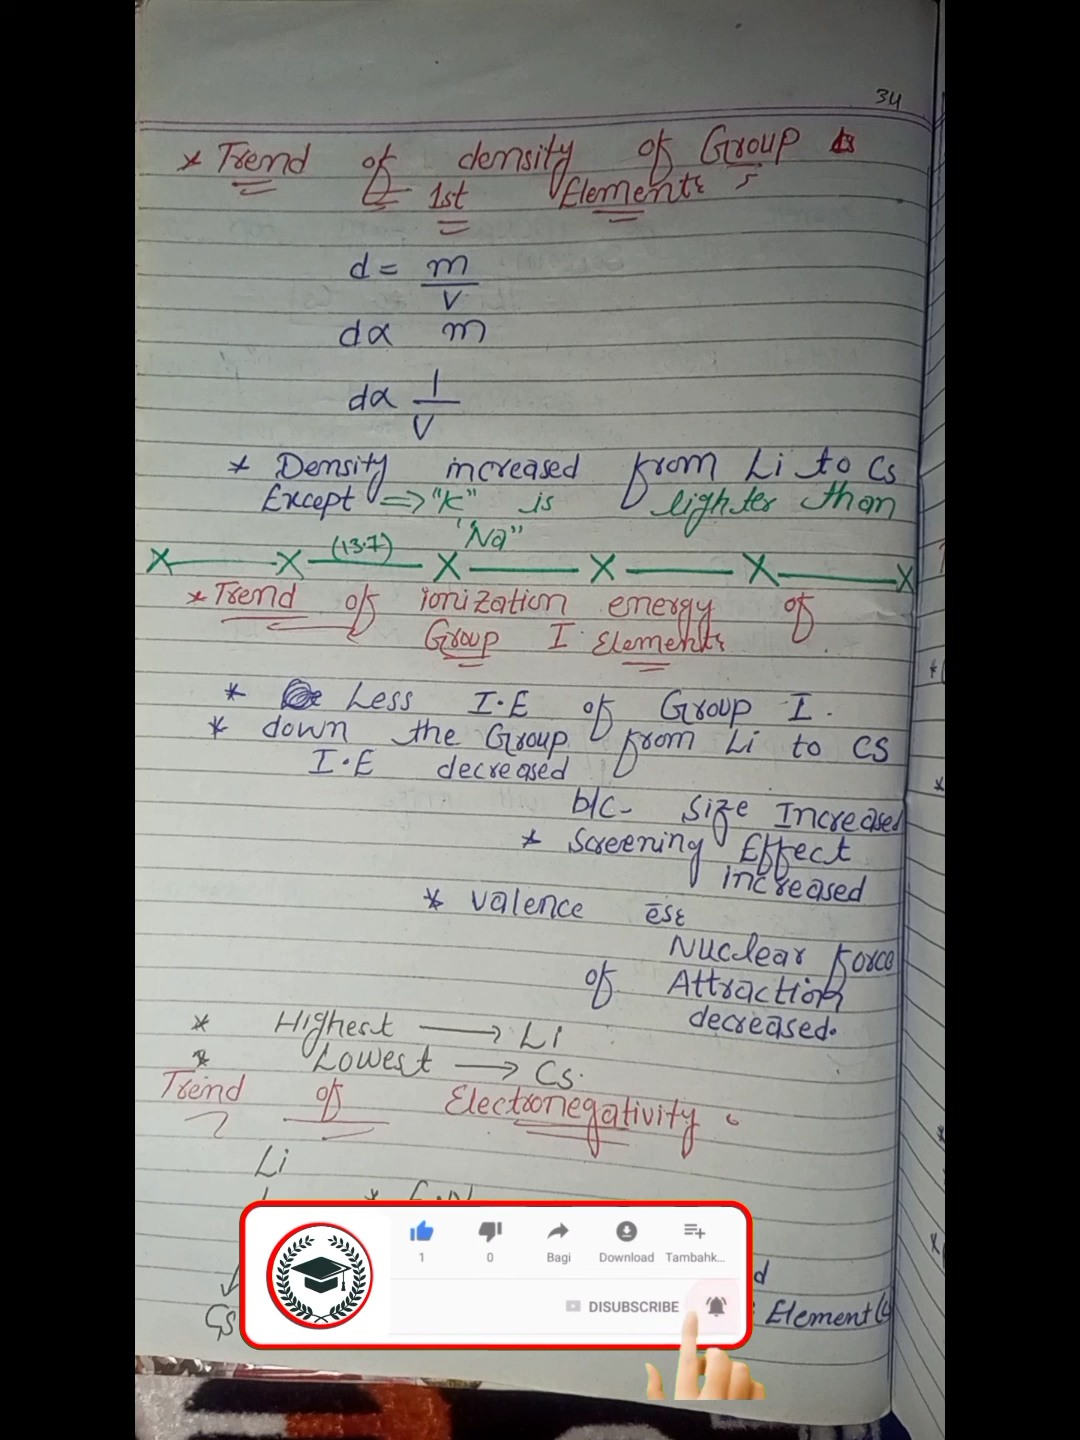 34
* Trend of density of Group
1st Elements
d = m
V
dα m
dα 1
V
* Density increased from Li to Cs
Except => "K" is lighter than
"Na"
X X (13.7) X X X X
* Trend of ionization energy of
Group I Elements
* Less I.E of Group I.
* down the Group from Li to CS
I.E decreased
b/c size Increased
* Screening Effect
increased
* valence
Nuclear force
of Attraction
decreased.
* Highest → Li
* Lowest → Cs.
Trend of Electronegativity
Li
Cs
d
Element
1 0 Bagi Download Tambahk...
DISUBSCRIBE